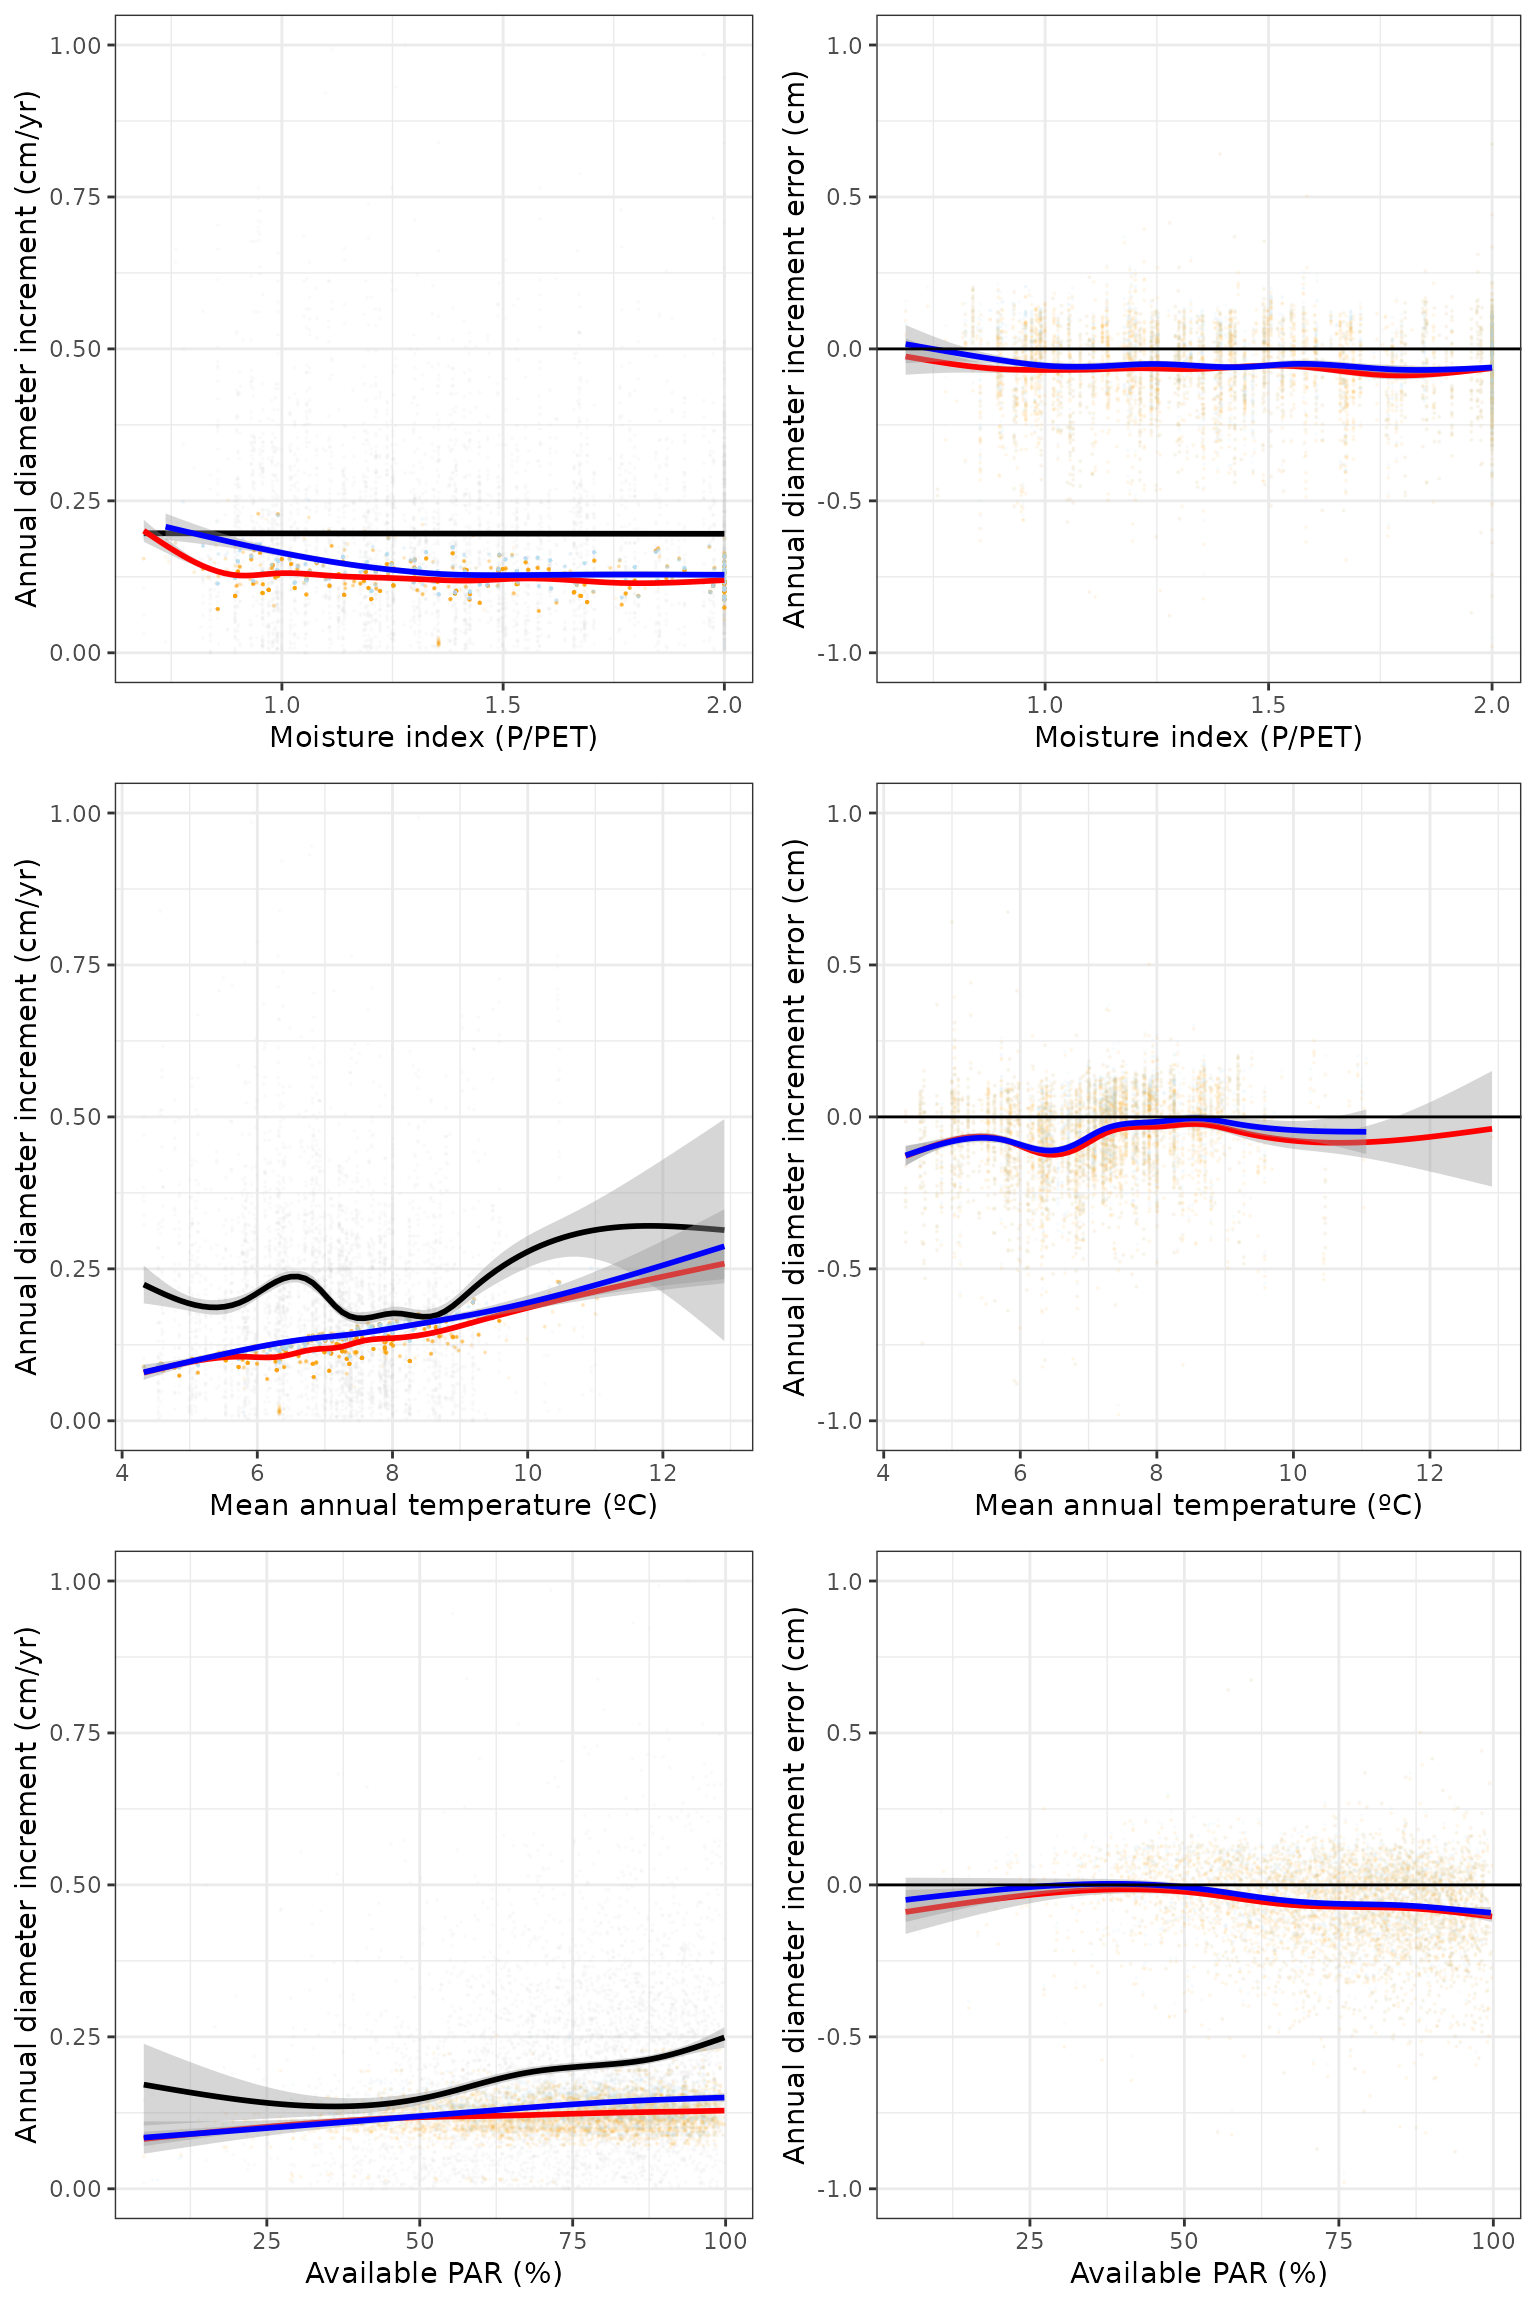 Annual diameter increment (cm/yr)
1.00
0.75
0.50
0.25
0.00
1.0 1.5 2.0
Moisture index (P/PET)
Annual diameter increment error (cm)
1.0
0.5
0.0
-0.5
-1.0
1.0 1.5 2.0
Moisture index (P/PET)
Annual diameter increment (cm/yr)
1.00
0.75
0.50
0.25
0.00
4 6 8 10 12
Mean annual temperature (ºC)
Annual diameter increment error (cm)
1.0
0.5
0.0
-0.5
-1.0
4 6 8 10 12
Mean annual temperature (ºC)
Annual diameter increment (cm/yr)
1.00
0.75
0.50
0.25
0.00
25 50 75 100
Available PAR (%)
Annual diameter increment error (cm)
1.0
0.5
0.0
-0.5
-1.0
25 50 75 100
Available PAR (%)